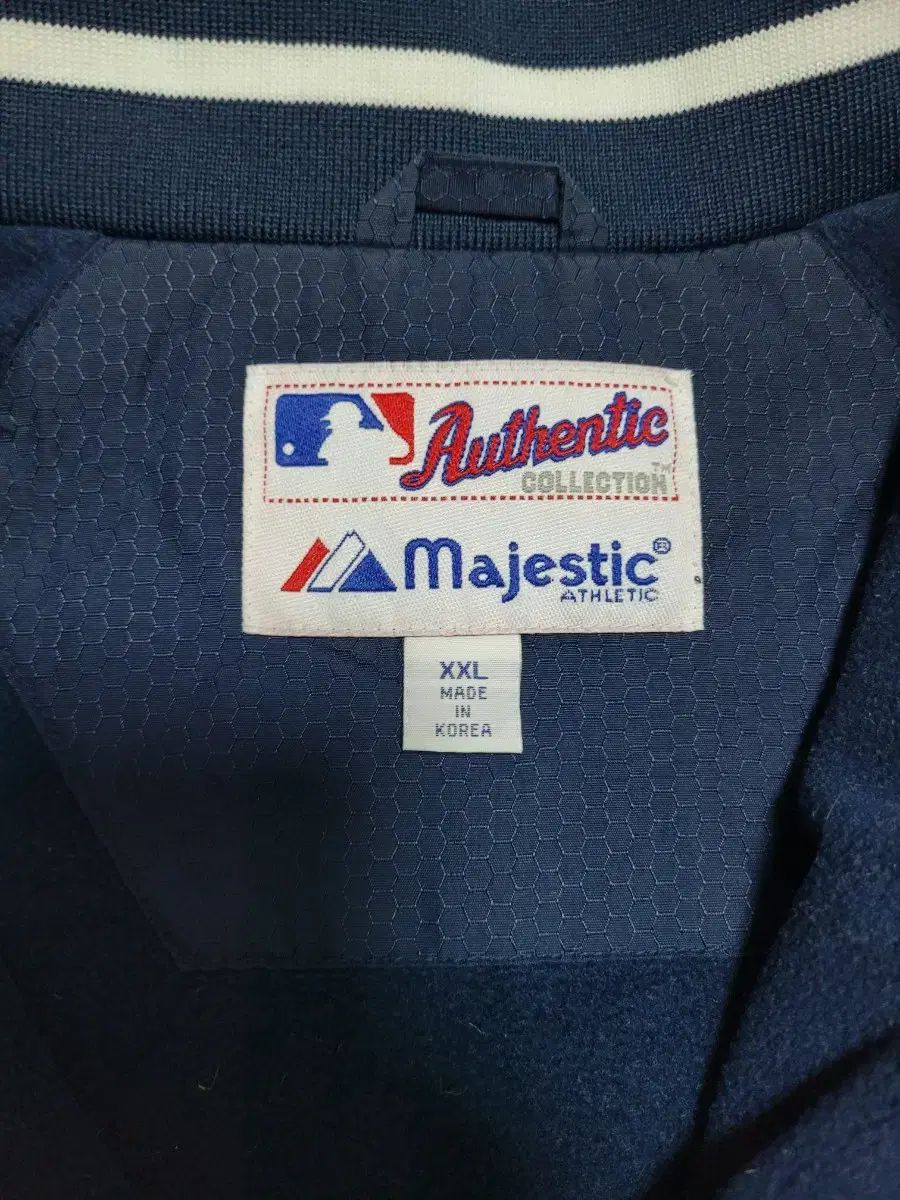 Authentic
COLLECTION™
Majestic®
ATHLETIC
XXL
MADE
IN
KOREA